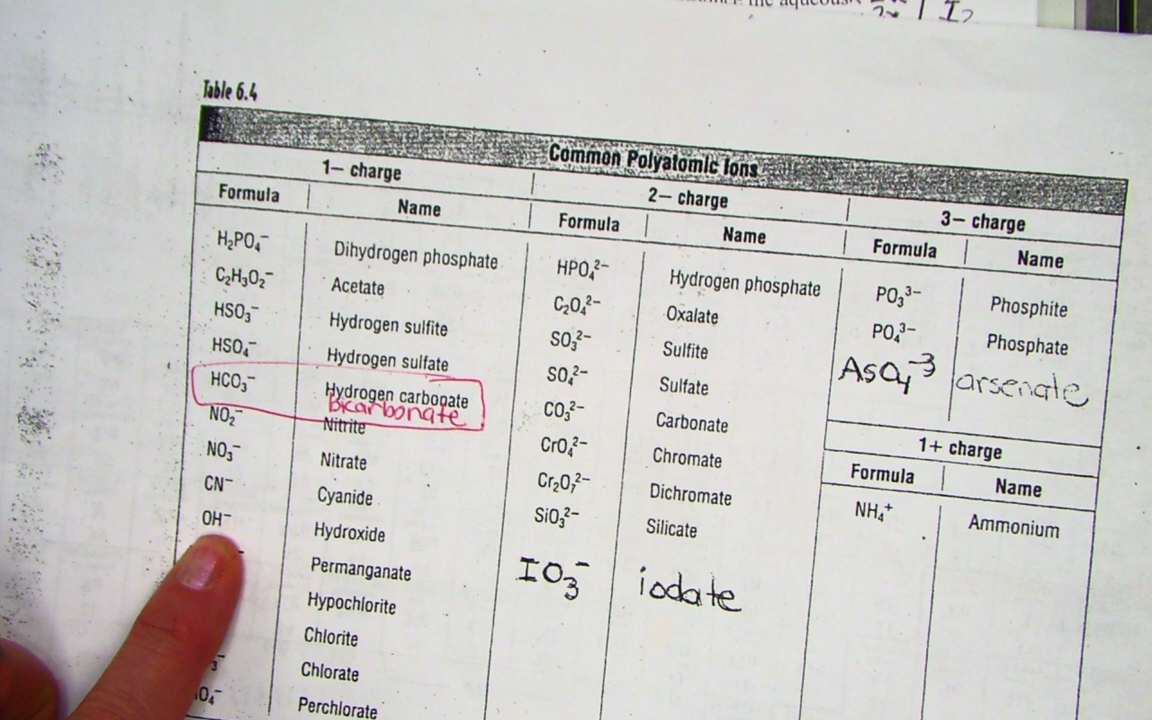 the aqueous
I₂
Table 6.4
Common Polyatomic Ions
1– charge 2– charge 3– charge
Formula Name Formula Name Formula Name
H₂PO₄⁻ Dihydrogen phosphate HPO₄²⁻ Hydrogen phosphate PO₃³⁻ Phosphite
C₂H₃O₂⁻ Acetate C₂O₄²⁻ Oxalate PO₄³⁻ Phosphate
HSO₃⁻ Hydrogen sulfite SO₃²⁻ Sulfite AsO₄⁻³ arsenate
HSO₄⁻ Hydrogen sulfate SO₄²⁻ Sulfate
HCO₃⁻ Hydrogen carbonate CO₃²⁻ Carbonate
bicarbonate
1+ charge
NO₂⁻ Nitrite CrO₄²⁻ Chromate Formula Name
NO₃⁻ Nitrate Cr₂O₇²⁻ Dichromate NH₄⁺ Ammonium
CN⁻ Cyanide SiO₃²⁻ Silicate
OH⁻ Hydroxide IO₃⁻ iodate
Permanganate
Hypochlorite
Chlorite
₃⁻ Chlorate
O₄⁻ Perchlorate